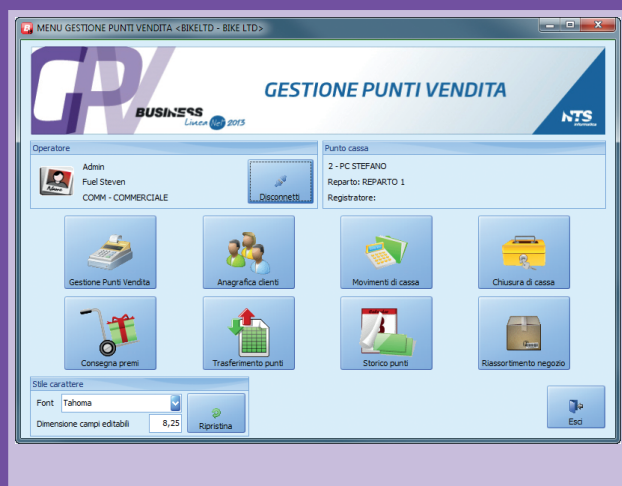 MENU GESTIONE PUNTI VENDITA <BIKELTD - BIKE LTD>
GPV
BUSINESS
Linea Net 2013
GESTIONE PUNTI VENDITA
NTS
informatica
Operatore
Punto cassa
Admin
Fuel Steven
COMM - COMMERCIALE
Disconnetti
2 - PC STEFANO
Reparto: REPARTO 1
Registratore:
Gestione Punti Vendita
Anagrafica clienti
Movimenti di cassa
Chiusura di cassa
Consegna premi
Trasferimento punti
Storico punti
Riassortimento negozio
Stile carattere
Font Tahoma
Dimensione campi editabili 8,25
Ripristina
Esci